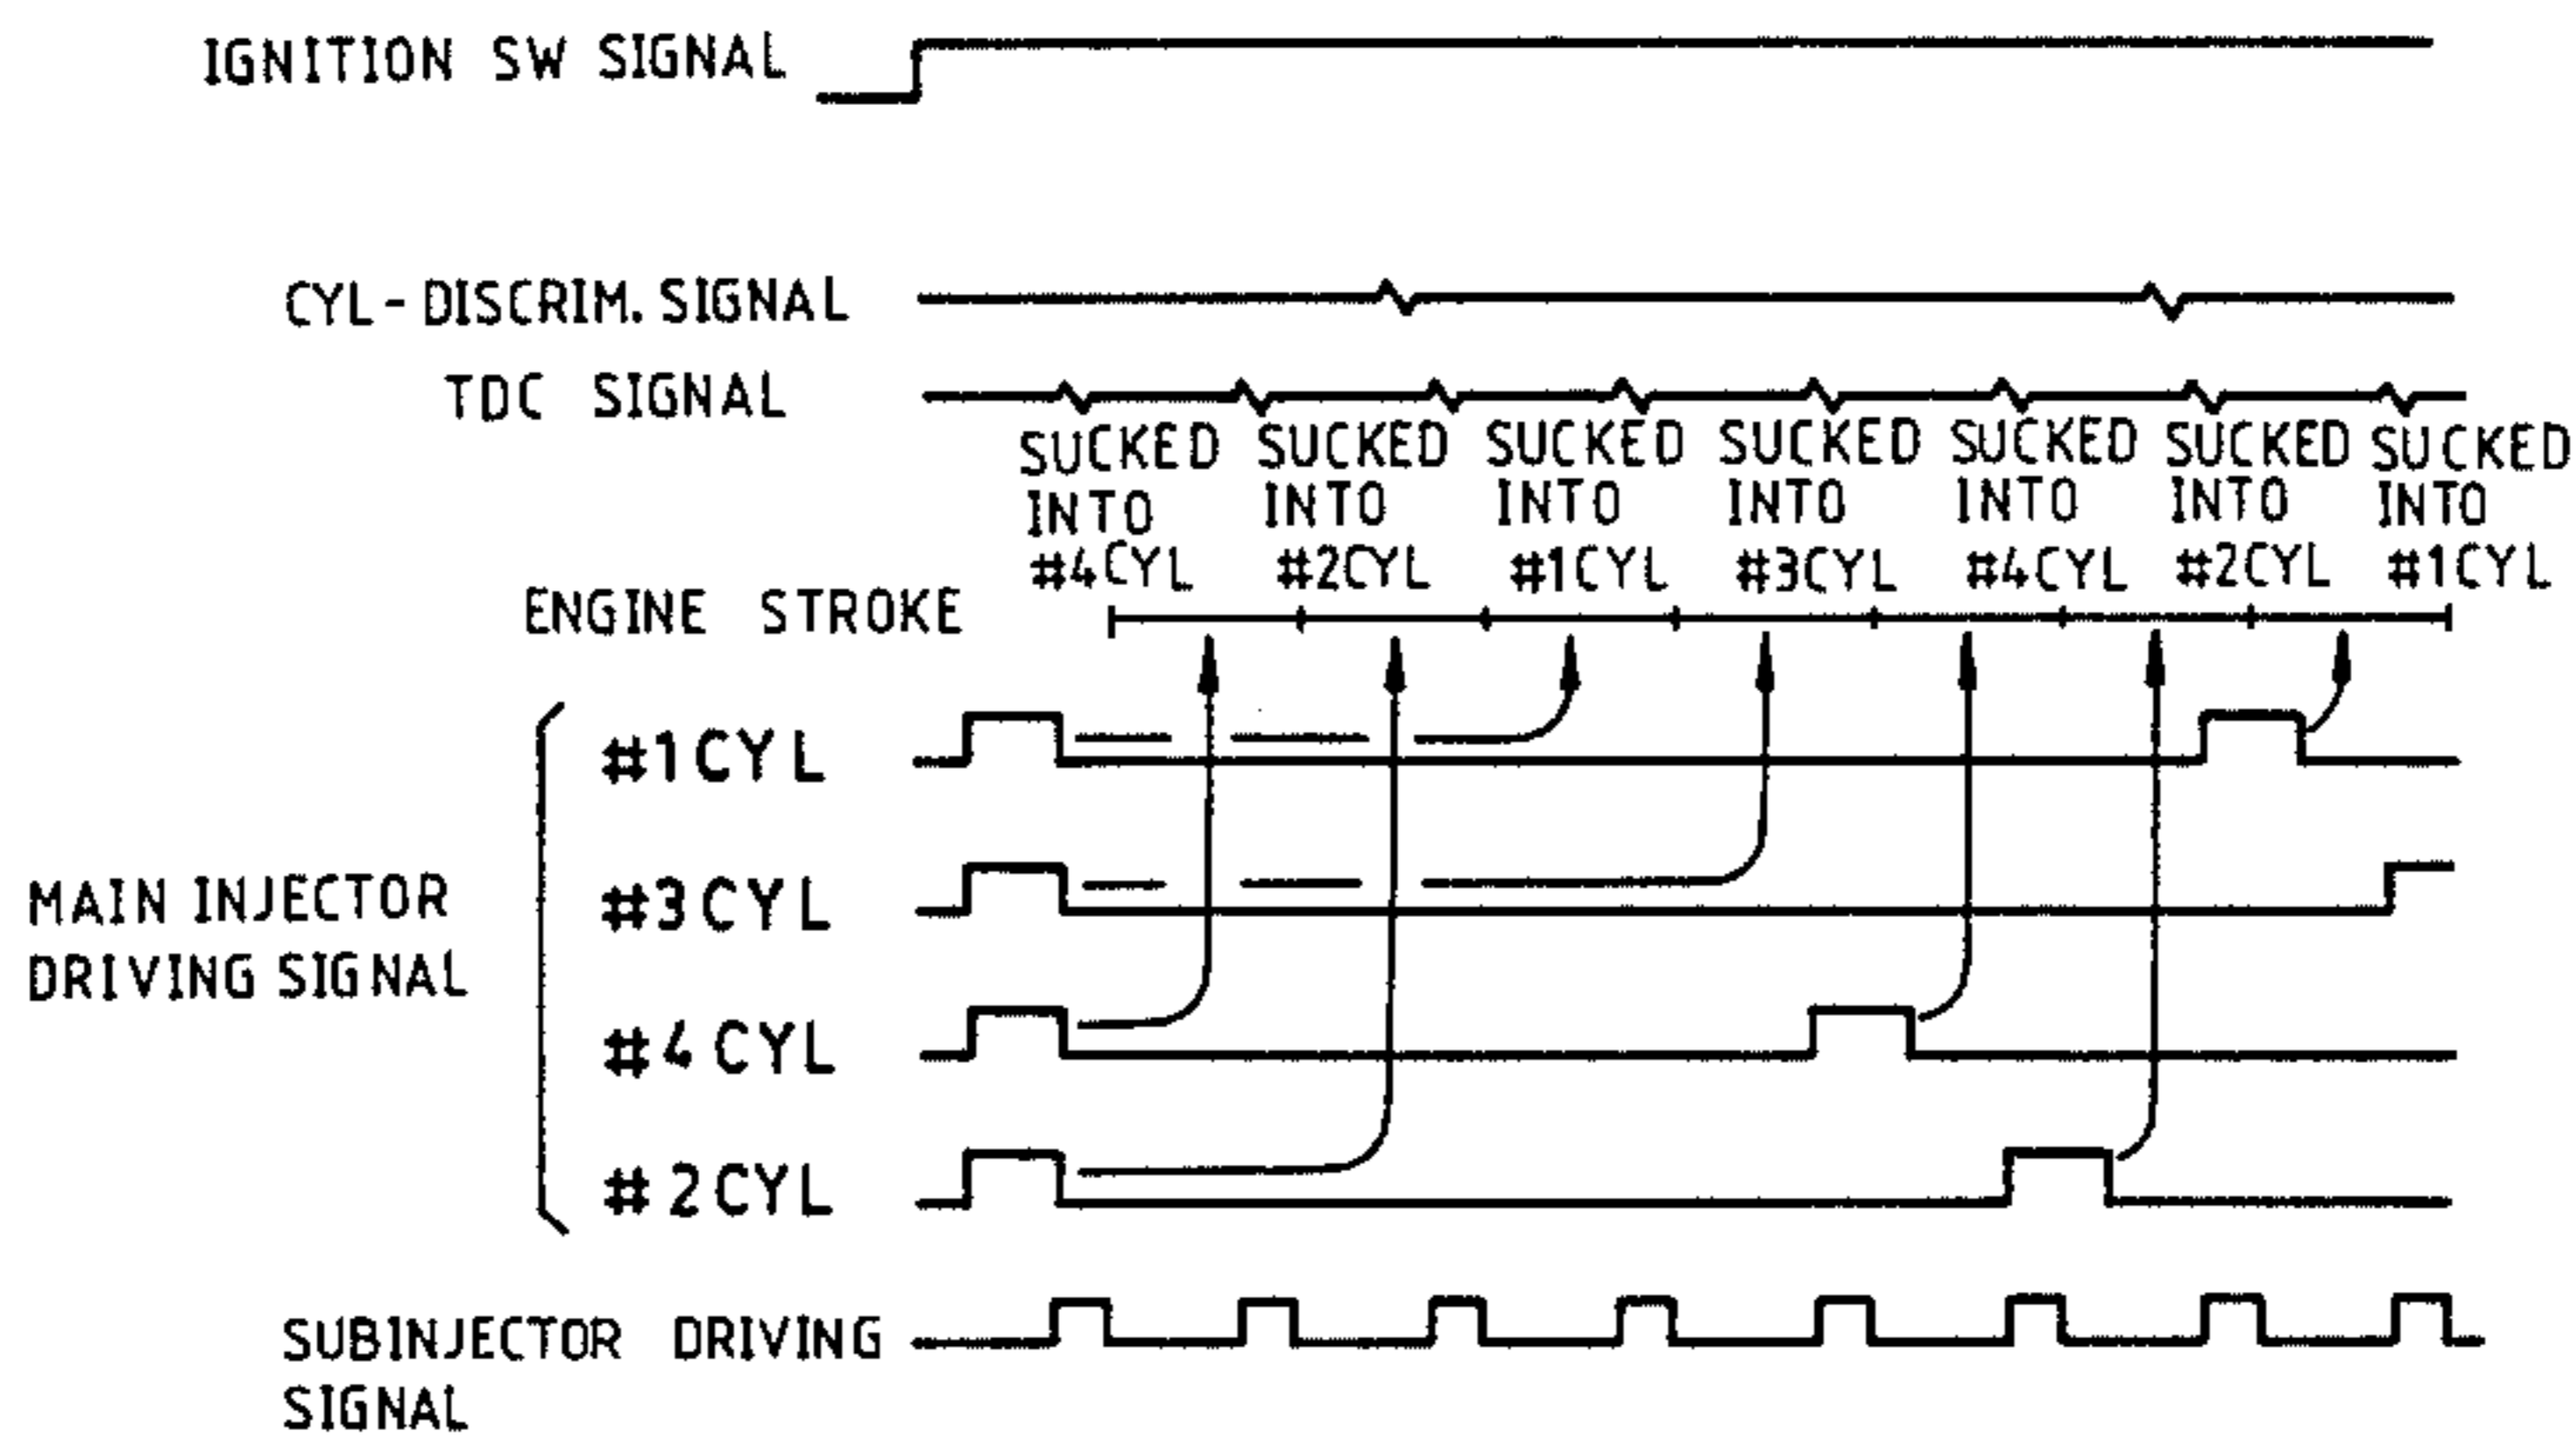 IGNITION SW SIGNAL
CYL-DISCRIM. SIGNAL
TDC SIGNAL
SUCKED INTO #4CYL
SUCKED INTO #2CYL
SUCKED INTO #1CYL
SUCKED INTO #3CYL
SUCKED INTO #4CYL
SUCKED INTO #2CYL
SUCKED INTO #1CYL
ENGINE STROKE
MAIN INJECTOR
DRIVING SIGNAL
#1CYL
#3CYL
#4CYL
#2CYL
SUBINJECTOR DRIVING
SIGNAL